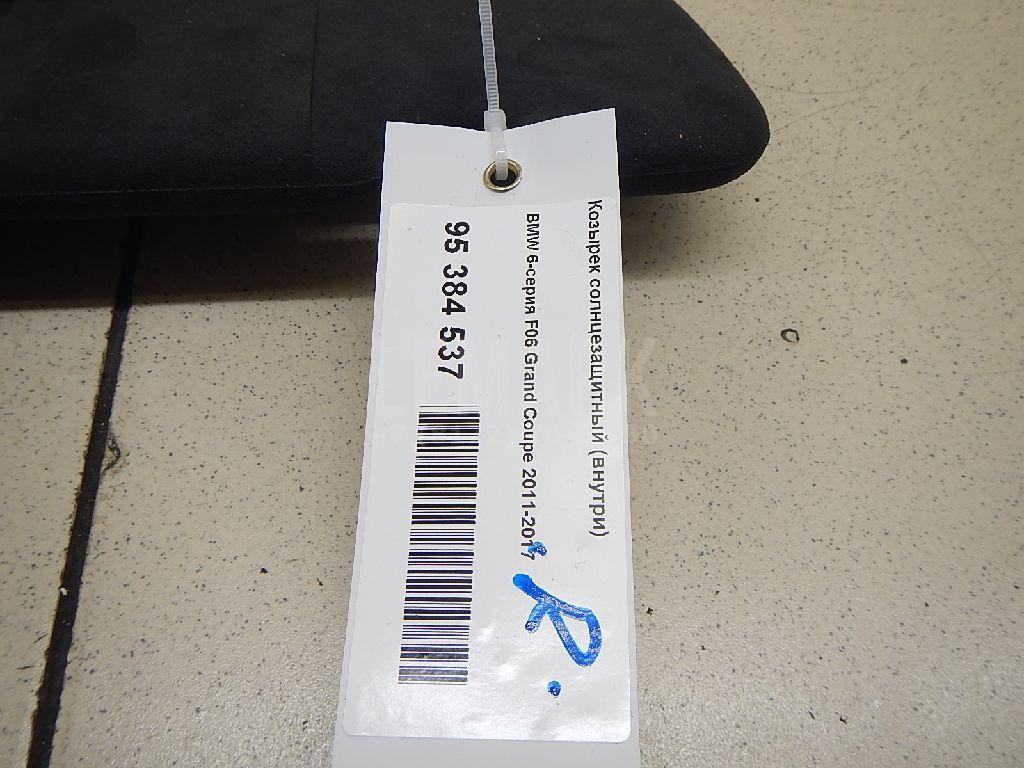 Козырек солнцезащитный (внутри)
BMW 6-серия F06 Grand Coupe 2011-2017
95 384 537
R.